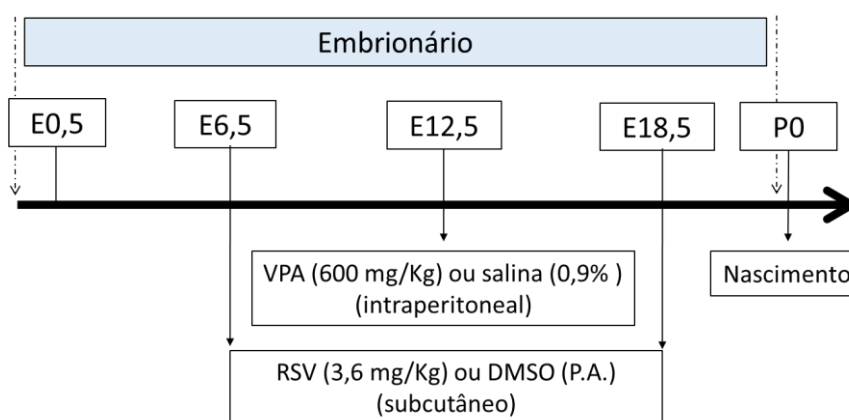 Embrionário
E0,5
E6,5
E12,5
E18,5
P0
VPA (600 mg/Kg) ou salina (0,9% )
(intraperitoneal)
Nascimento
RSV (3,6 mg/Kg) ou DMSO (P.A.)
(subcutâneo)